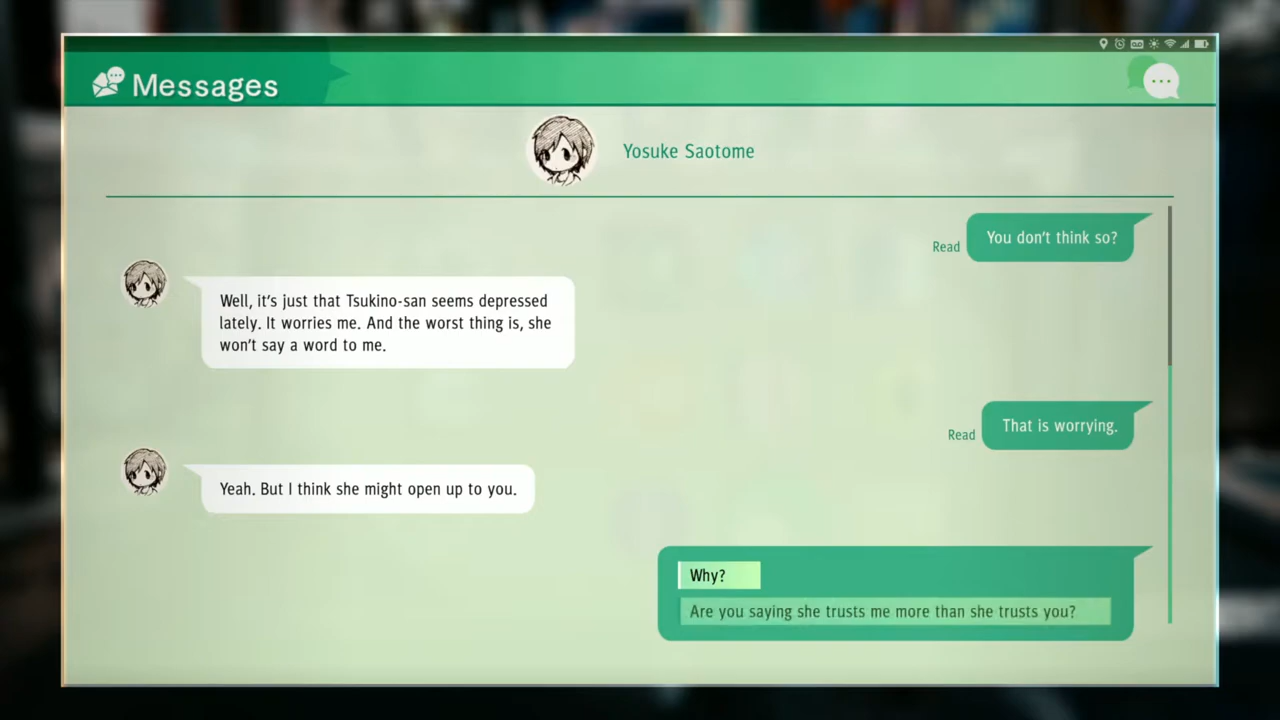 Messages
Yosuke Saotome
You don't think so?
Read
Well, it's just that Tsukino-san seems depressed
lately. It worries me. And the worst thing is, she
won't say a word to me.
That is worrying.
Read
Yeah. But I think she might open up to you.
Why?
Are you saying she trusts me more than she trusts you?